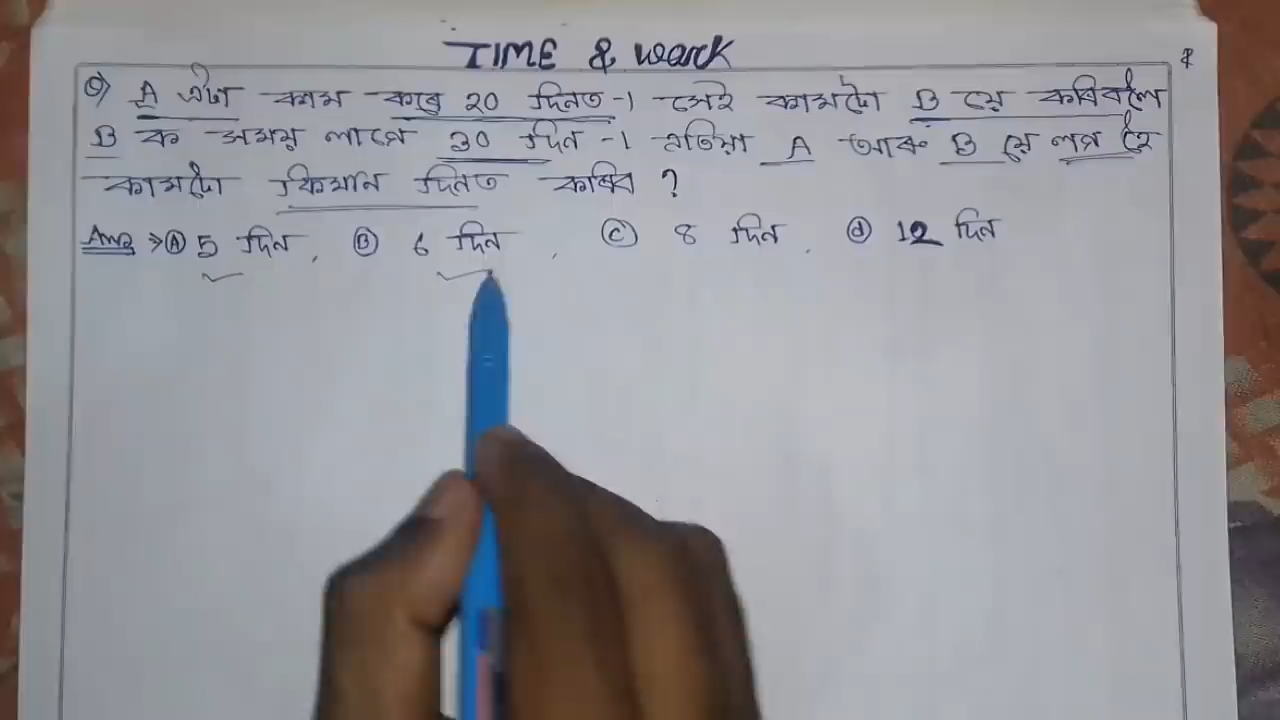 TIME & Work
Q) A এটা কাম কৰে 20 দিনত -। সেই কামটো B য়ে কৰিবলৈ
B ক সময় লাগে 30 দিন -। এতিয়া A আৰু B য়ে লগ হৈ
কামটো কিমান দিনত কৰিব ?
Ans → Ⓐ 5 দিন , Ⓑ 6 দিন , Ⓒ 8 দিন , ⓓ 12 দিন